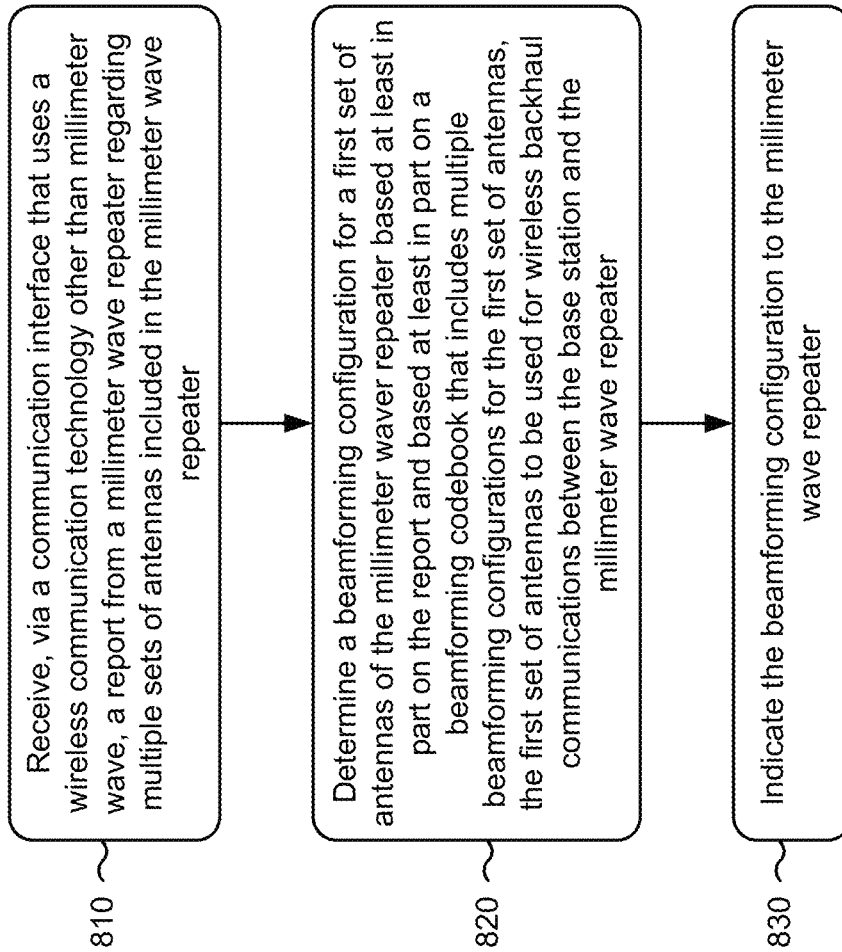 810
Receive, via a communication interface that uses a
wireless communication technology other than millimeter
wave, a report from a millimeter wave repeater regarding
multiple sets of antennas included in the millimeter wave
repeater
820
Determine a beamforming configuration for a first set of
antennas of the millimeter waver repeater based at least in
part on the report and based at least in part on a
beamforming codebook that includes multiple
beamforming configurations for the first set of antennas,
the first set of antennas to be used for wireless backhaul
communications between the base station and the
millimeter wave repeater
830
Indicate the beamforming configuration to the millimeter
wave repeater